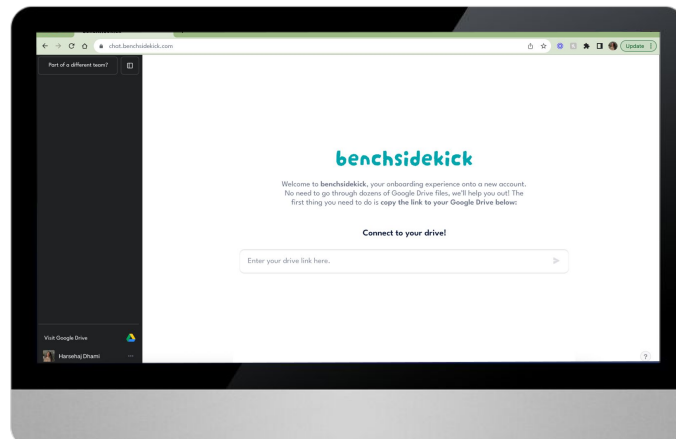 chat.benchsidekick.com
Update
Part of a different team?
benchsidekick
Welcome to benchsidekick, your onboarding experience onto a new account.
No need to go through dozens of Google Drive files, we'll help you out! The
first thing you need to do is copy the link to your Google Drive below:
Connect to your drive!
Enter your drive link here.
Visit Google Drive
Harsehaj Dhami
?